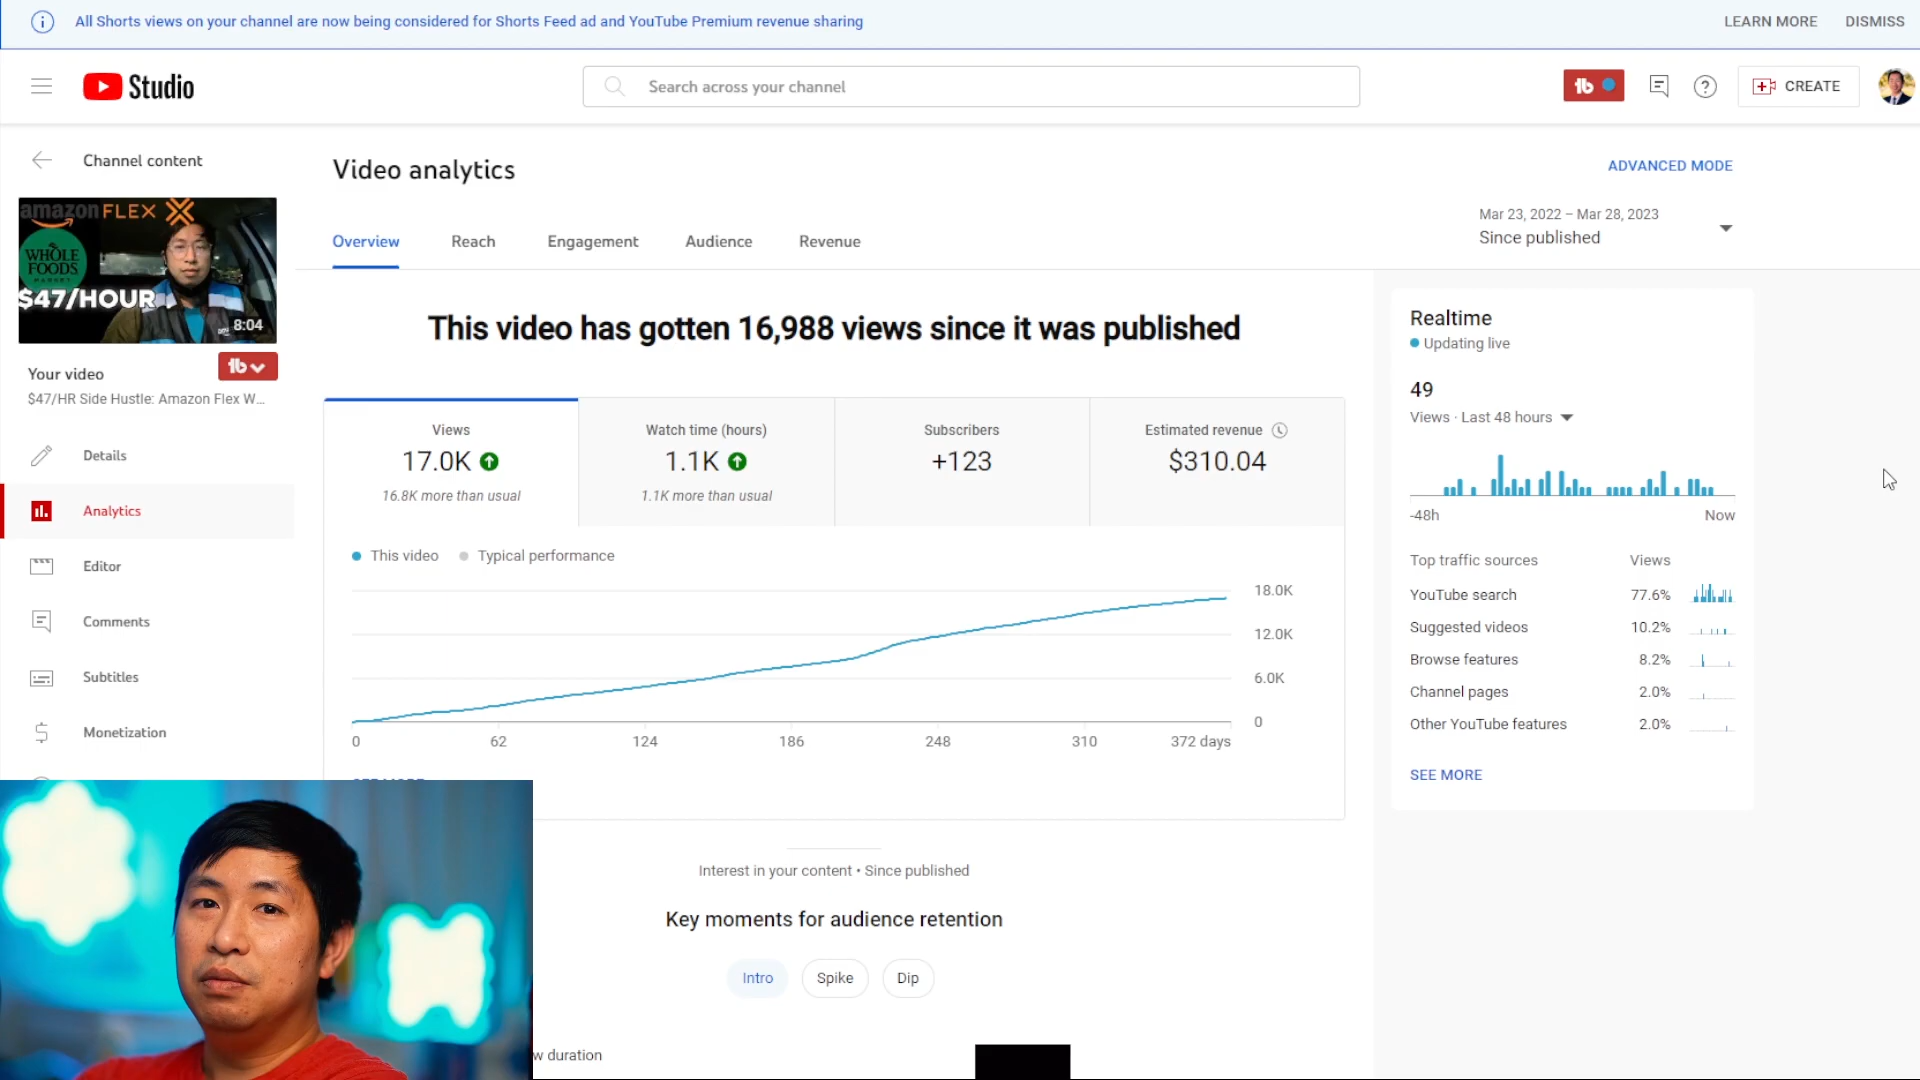 All Shorts views on your channel are now being considered for Shorts Feed ad and YouTube Premium revenue sharing
LEARN MORE
DISMISS
Studio
Search across your channel
CREATE
Channel content
Video analytics
ADVANCED MODE
Mar 23, 2022 – Mar 28, 2023
Since published
Overview
Reach
Engagement
Audience
Revenue
amazon FLEX
WHOLE
FOODS
MARKET
$47/HOUR
8:04
Your video
$47/HR Side Hustle: Amazon Flex W...
Details
Analytics
Editor
Comments
Subtitles
Monetization
This video has gotten 16,988 views since it was published
Views
17.0K
16.8K more than usual
Watch time (hours)
1.1K
1.1K more than usual
Subscribers
+123
Estimated revenue
$310.04
This video
Typical performance
18.0K
12.0K
6.0K
0
0
62
124
186
248
310
372 days
Interest in your content • Since published
Key moments for audience retention
Intro
Spike
Dip
duration
Realtime
Updating live
49
Views · Last 48 hours
-48h
Now
Top traffic sources
Views
YouTube search
77.6%
Suggested videos
10.2%
Browse features
8.2%
Channel pages
2.0%
Other YouTube features
2.0%
SEE MORE